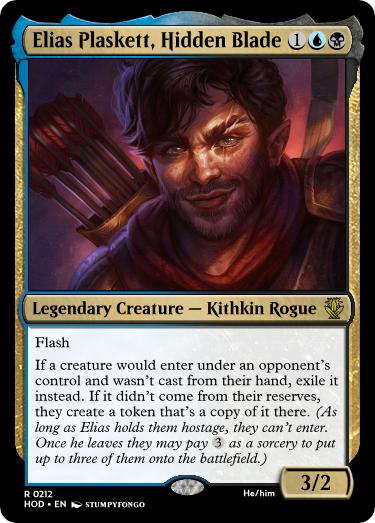 Elias Plaskett, Hidden Blade 1
Legendary Creature — Kithkin Rogue
Flash
If a creature would enter under an opponent's
control and wasn't cast from their hand, exile it
instead. If it didn't come from their reserves,
they create a token that's a copy of it there. (As
long as Elias holds them hostage, they can't enter.
Once he leaves they may pay 3 as a sorcery to put
up to three of them onto the battlefield.)
3/2
R 0212
HOD • EN STUMPYFONGO
He/him